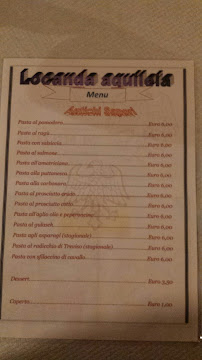 Locanda aquileia
Menu
Antichi Sapori
Pasta al pomodoro Euro 6,00
Pasta al ragù Euro 6,00
Pasta con salsiccia Euro 6,00
Pasta al salmone Euro 6,00
Pasta all'amatriciana Euro 6,00
Pasta alla puttanesca Euro 6,00
Pasta alla carbonara Euro 6,00
Pasta al prosciutto crudo Euro 6,00
Pasta al prosciutto cotto Euro 6,00
Pasta all'aglio olio e peperoncino Euro 6,00
Pasta al gulasch Euro 6,00
Pasta agli asparagi (stagionale) Euro 6,00
Pasta al radicchio di Treviso (stagionale) Euro 6,00
Pasta con sfilaccino di cavallo Euro 6,00
Dessert Euro 3,50
Coperto Euro 1,00